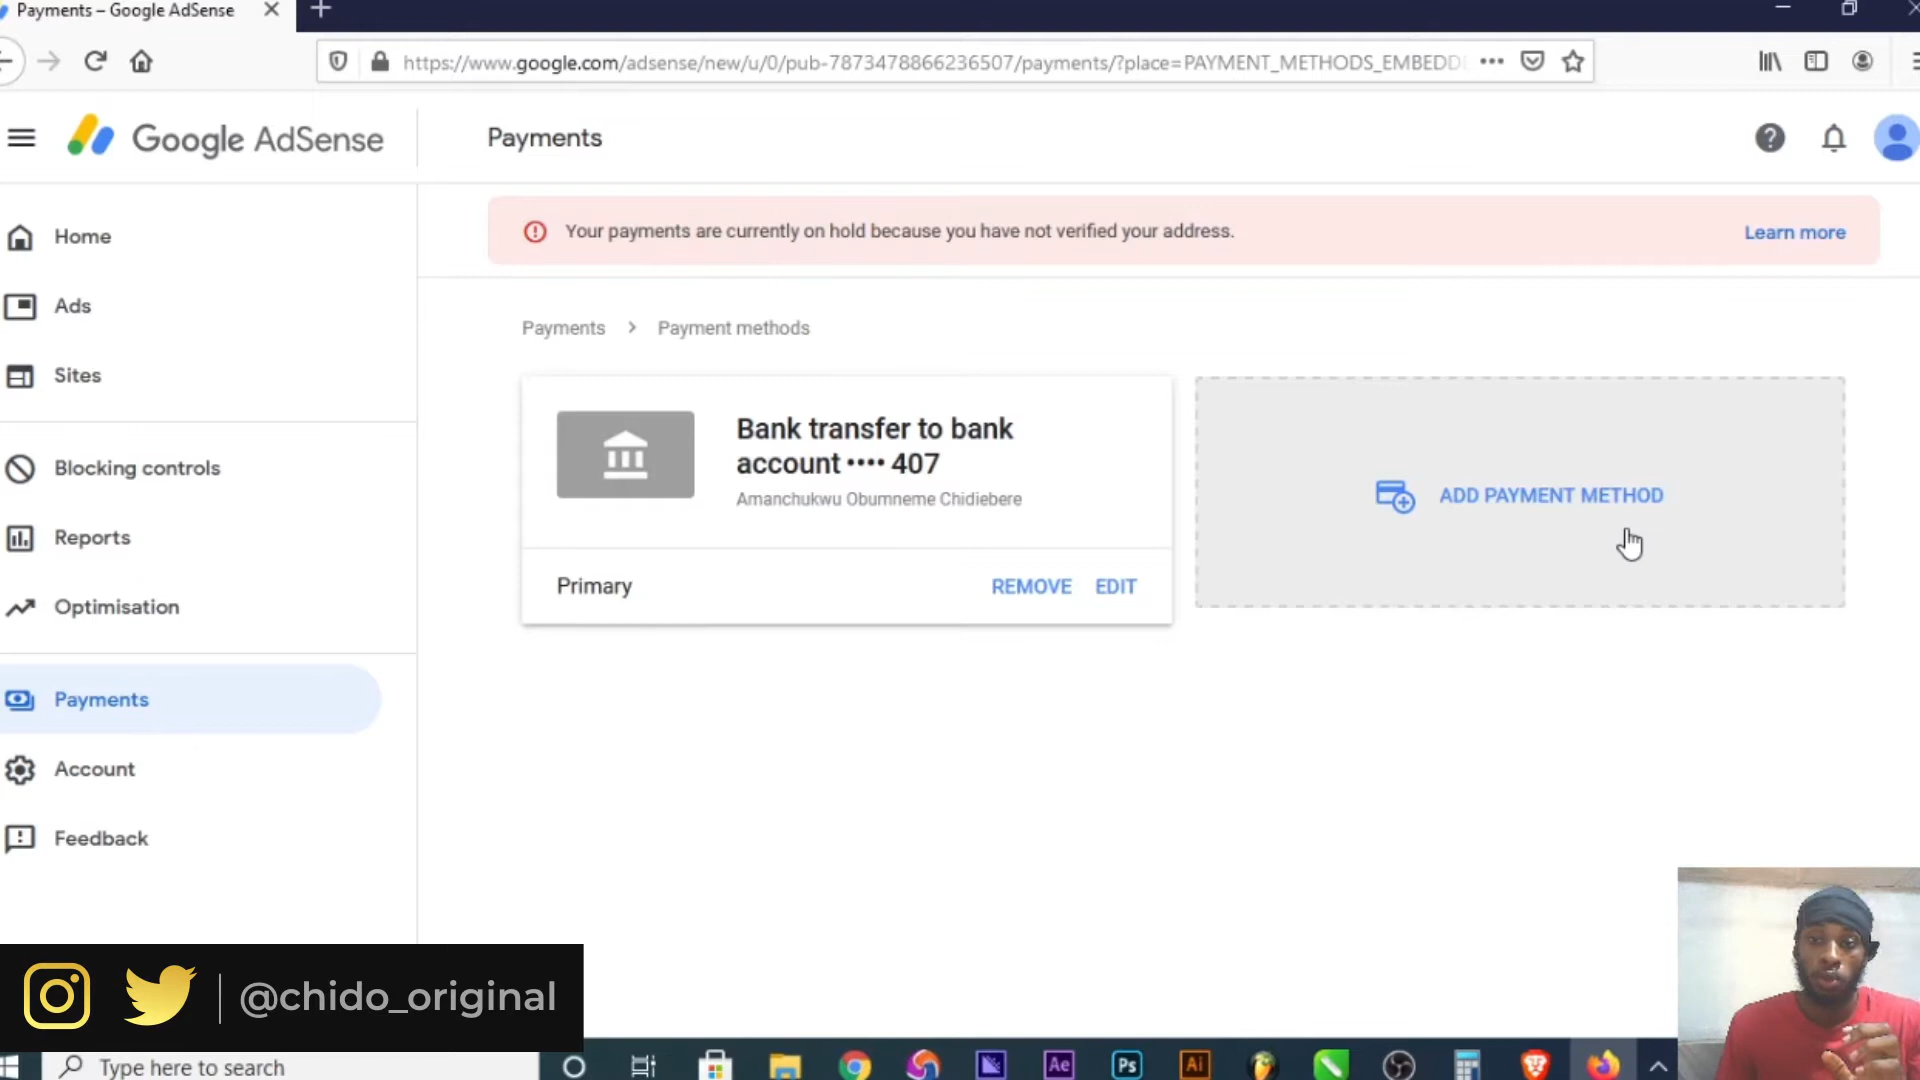 Payments – Google AdSense
https://www.google.com/adsense/new/u/0/pub-7873478866236507/payments/?place=PAYMENT_METHODS_EMBEDD
Google AdSense
Payments
Your payments are currently on hold because you have not verified your address.
Learn more
Home
Ads
Sites
Blocking controls
Reports
Optimisation
Payments
Account
Feedback
Payments > Payment methods
Bank transfer to bank
account •••• 407
Amanchukwu Obumneme Chidiebere
Primary
REMOVE EDIT
ADD PAYMENT METHOD
@chido_original
Type here to search
Ae
Ps
Ai